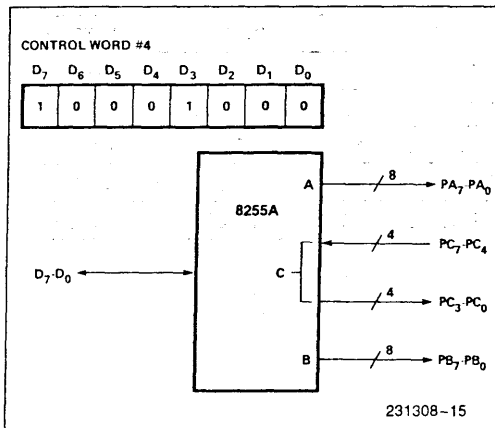 CONTROL WORD #4
D7 D6 D5 D4 D3 D2 D1 D0
1 0 0 0 1 0 0 0
A 8 PA7-PA0
8255A
4 PC7-PC4
D7-D0 C
4 PC3-PC0
B 8 PB7-PB0
231308-15